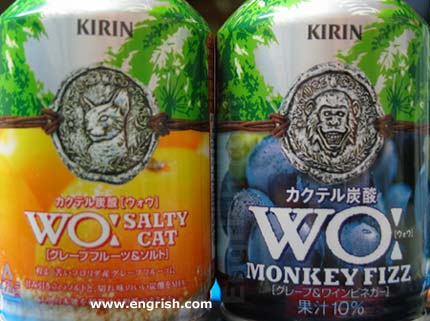 KIRIN
カクテル炭酸[ウォウ]
WO! SALTY CAT
[グレープフルーツ&ソルト]
KIRIN
カクテル炭酸
WO! [ウォウ]
MONKEY FIZZ
[グレープ&ワインビネガー]
果汁10%
www.engrish.com